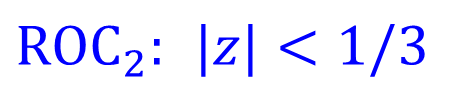 ROC₂: |z| < 1/3